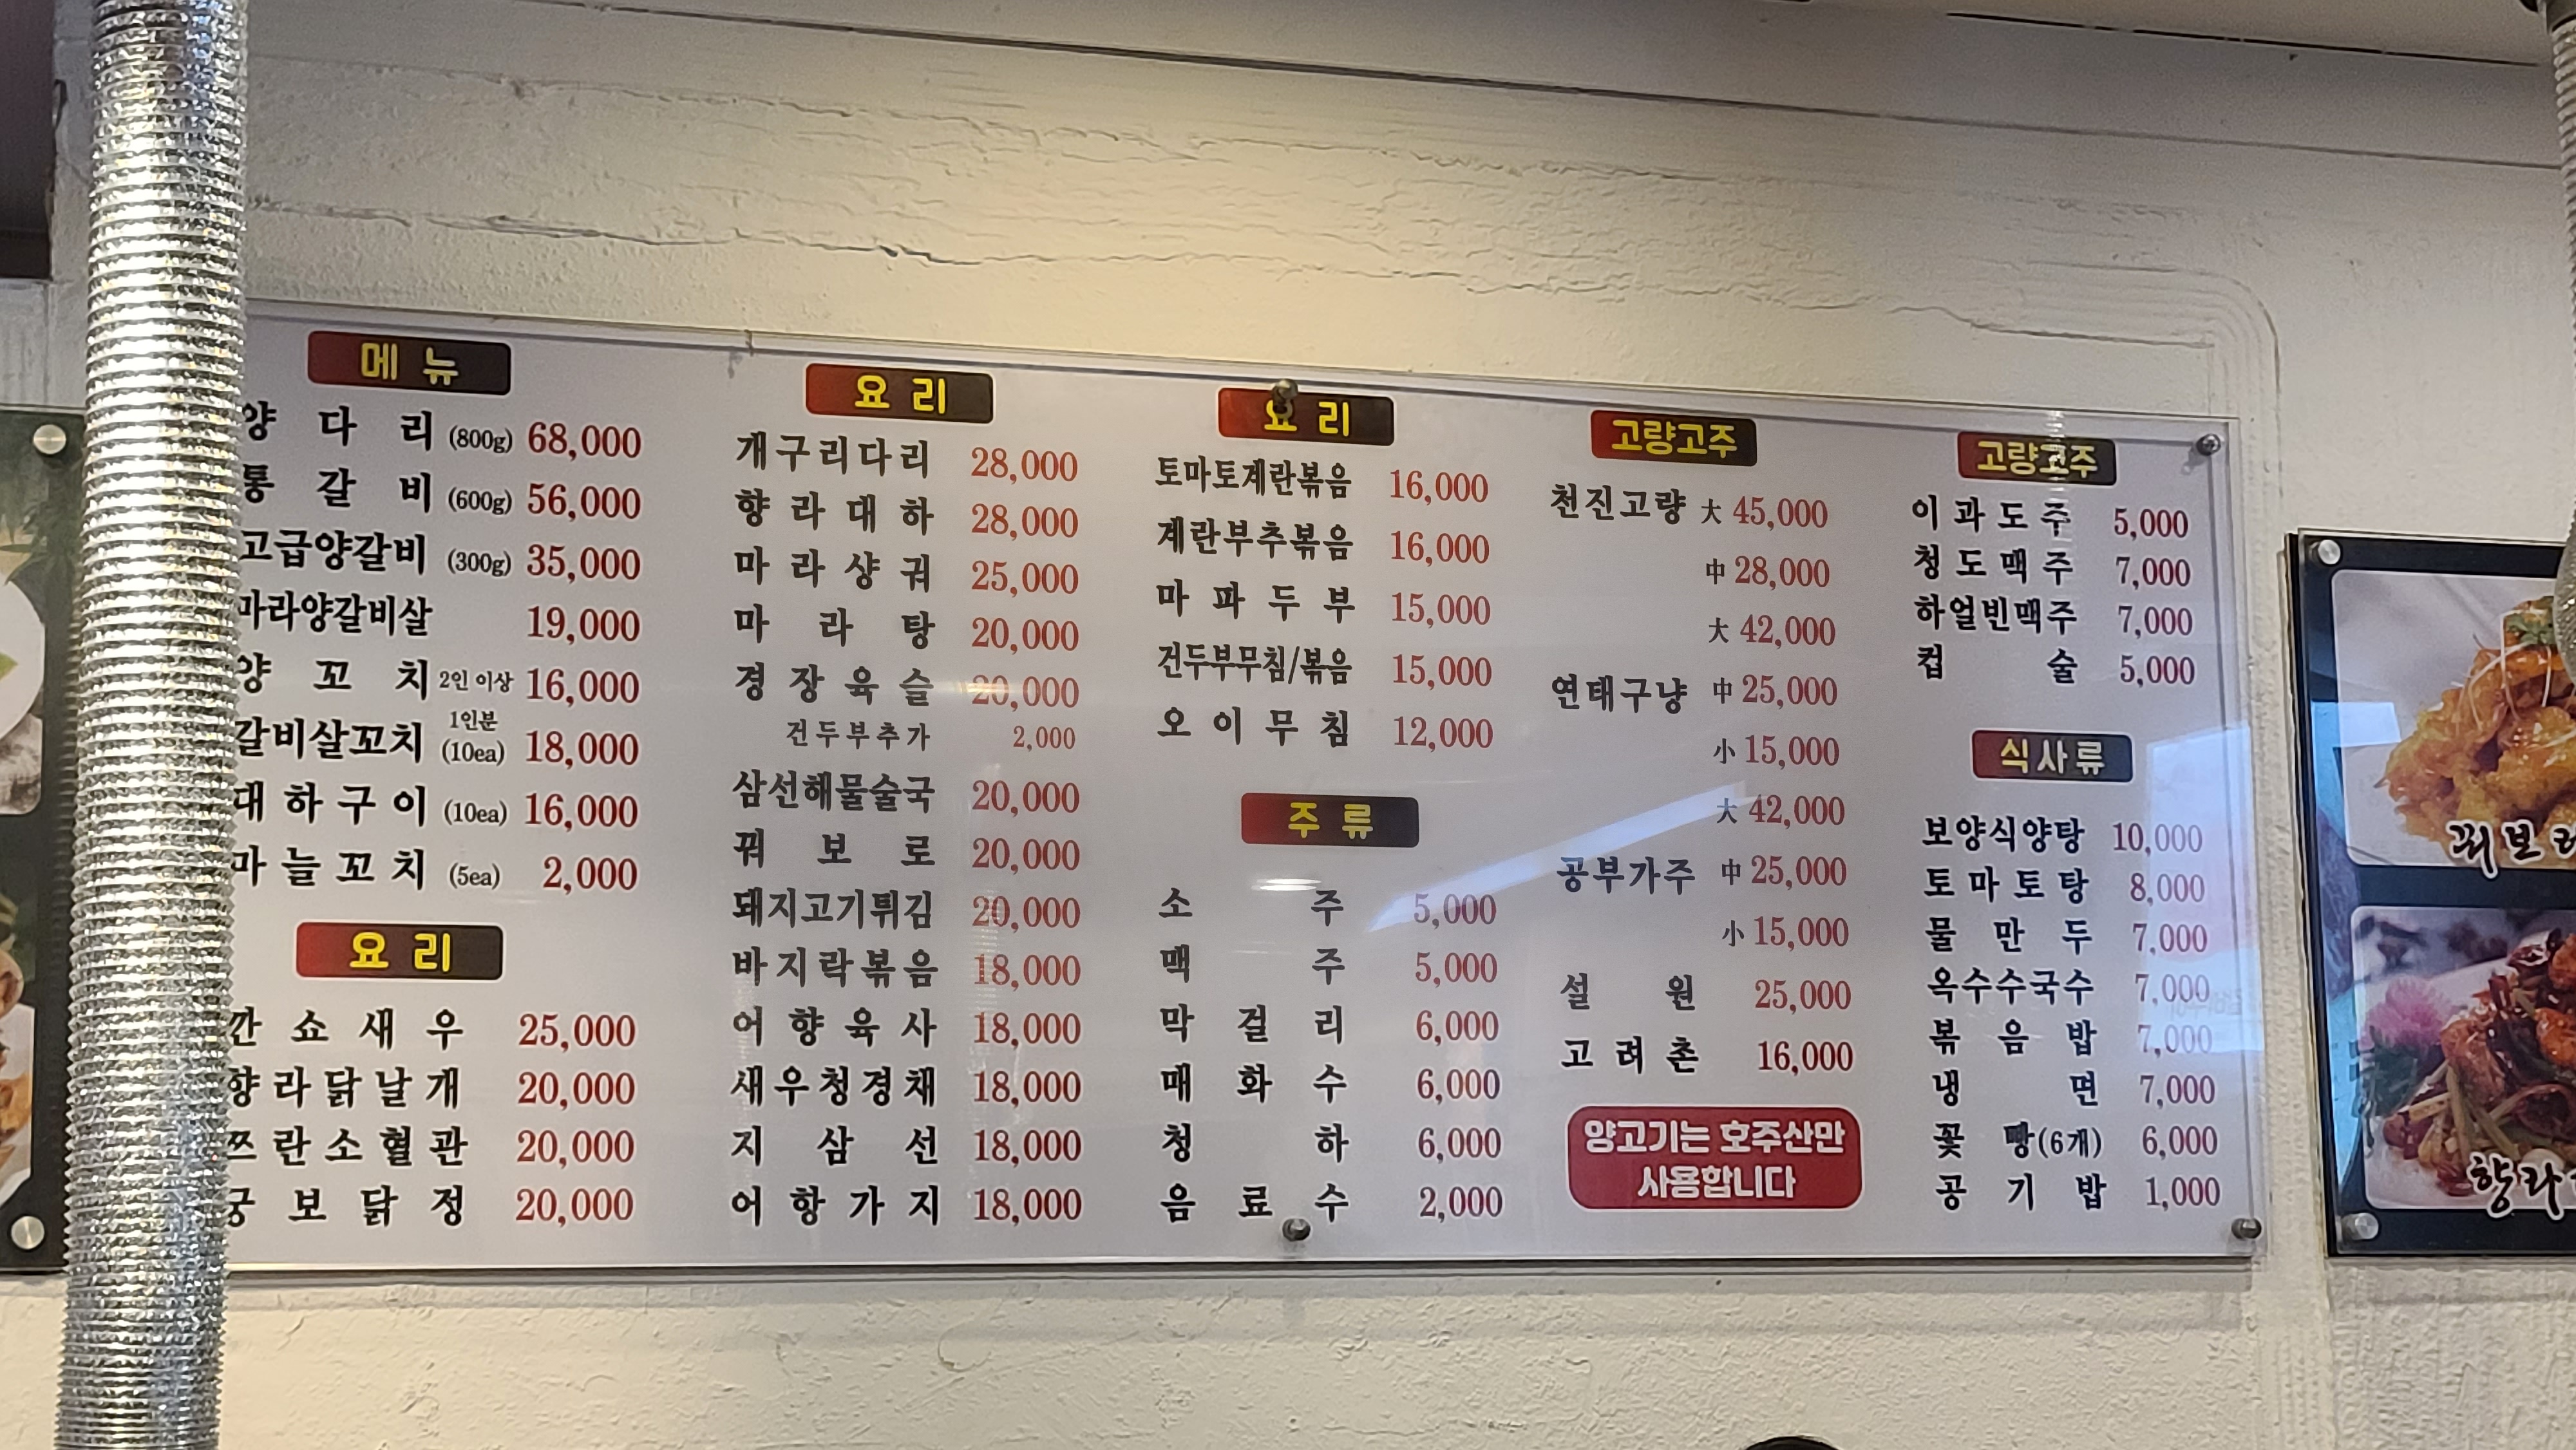 메 뉴
양 다 리 (800g) 68,000
통 갈 비 (600g) 56,000
고급양갈비 (300g) 35,000
마라양갈비살 19,000
양 꼬 치 2인 이상 16,000
갈비살꼬치 1인분 (10ea) 18,000
대 하 구 이 (10ea) 16,000
마 늘 꼬 치 (5ea) 2,000
요 리
깐 쇼 새 우 25,000
향 라 닭 날 개 20,000
쯔 란 소 혈 관 20,000
궁 보 닭 정 20,000
요 리
개구리다리 28,000
향 라 대 하 28,000
마 라 샹 궈 25,000
마 라 탕 20,000
경 장 육 슬 20,000
건두부추가 2,000
삼선해물술국 20,000
꿔 보 로 20,000
돼지고기튀김 20,000
바지락볶음 18,000
어 향 육 사 18,000
새우청경채 18,000
지 삼 선 18,000
어 항 가 지 18,000
요 리
토마토계란볶음 16,000
계란부추볶음 16,000
마 파 두 부 15,000
건두부무침/볶음 15,000
오 이 무 침 12,000
주 류
소 주 5,000
맥 주 5,000
막 걸 리 6,000
매 화 수 6,000
청 하 6,000
음 료 수 2,000
고량고주
천진고량 大 45,000
中 28,000
大 42,000
연태구냥 中 25,000
小 15,000
大 42,000
공부가주 中 25,000
小 15,000
설 원 25,000
고 려 촌 16,000
양고기는 호주산만
사용합니다
고량고주
이 과 도 주 5,000
청 도 맥 주 7,000
하얼빈맥주 7,000
컵 술 5,000
식사류
보양식양탕 10,000
토 마 토 탕 8,000
물 만 두 7,000
옥수수국수 7,000
볶 음 밥 7,000
냉 면 7,000
꽃 빵(6개) 6,000
공 기 밥 1,000